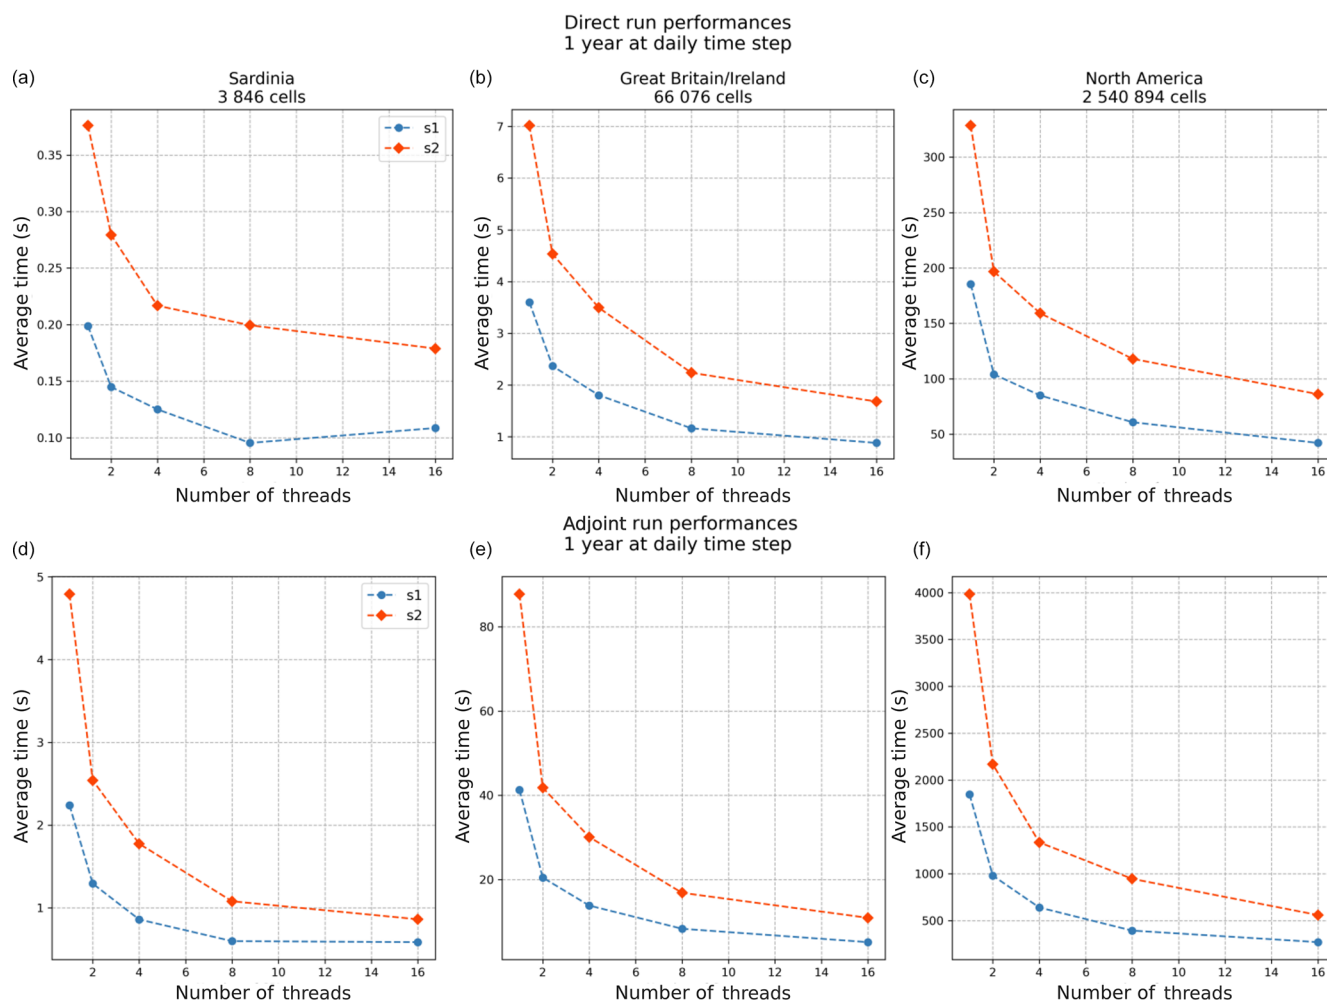 Direct run performances
1 year at daily time step
(a)
Sardinia
3 846 cells
(b)
Great Britain/Ireland
66 076 cells
(c)
North America
2 540 894 cells
s1
s2
0.35
0.30
0.25
0.20
0.15
0.10
Average time (s)
2 4 6 8 10 12 14 16
Number of threads
7
6
5
4
3
2
1
Average time (s)
2 4 6 8 10 12 14 16
Number of threads
300
250
200
150
100
50
Average time (s)
2 4 6 8 10 12 14 16
Number of threads
Adjoint run performances
1 year at daily time step
(d)
(e)
(f)
s1
s2
5
4
3
2
1
Average time (s)
2 4 6 8 10 12 14 16
Number of threads
80
60
40
20
Average time (s)
2 4 6 8 10 12 14 16
Number of threads
4000
3500
3000
2500
2000
1500
1000
500
Average time (s)
2 4 6 8 10 12 14 16
Number of threads